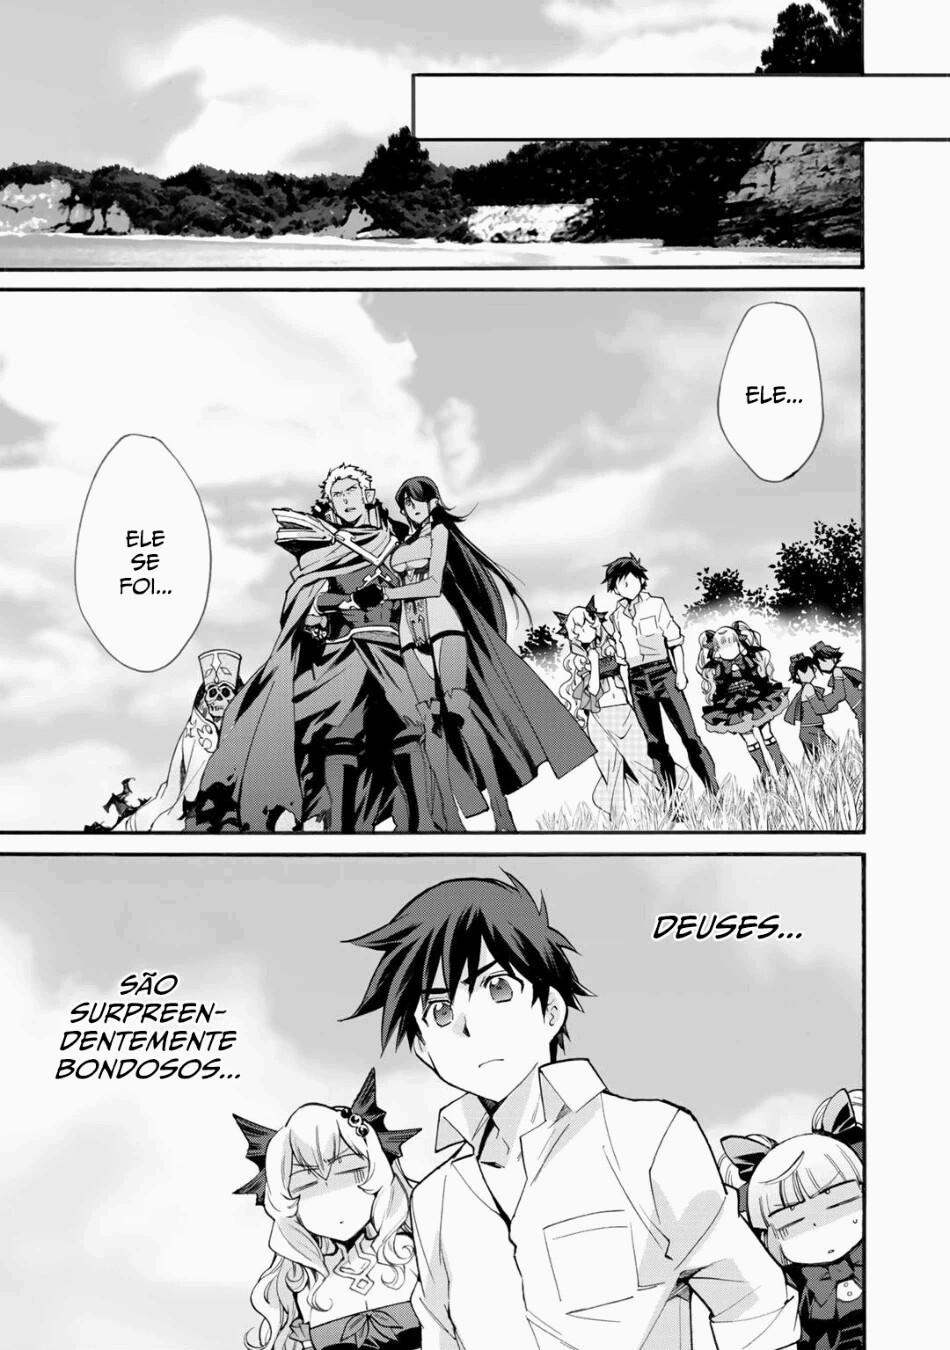 ELE...
ELE
SE
FOI...
DEUSES...
SÃO
SURPREEN-
DENTEMENTE
BONDOSOS...